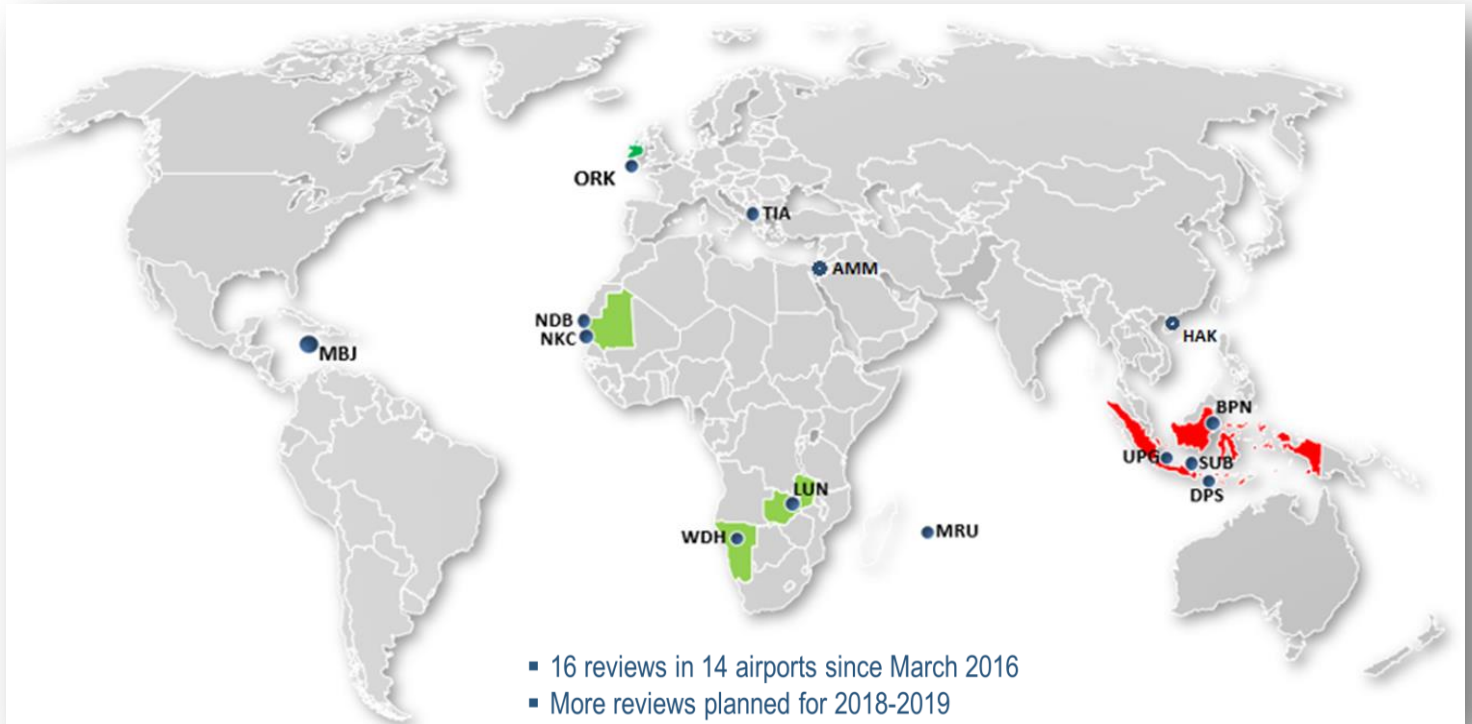 ORK
TIA
AMM
NDB
NKC
HAK
MBJ
BPN
UPG
SUB
DPS
LUN
WDH
MRU
▪ 16 reviews in 14 airports since March 2016
▪ More reviews planned for 2018-2019